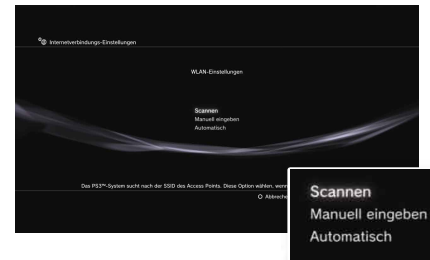 Internetverbindungs-Einstellungen
WLAN-Einstellungen
Scannen
Manuell eingeben
Automatisch
Das PS3™-System sucht nach der SSID des Access Points. Diese Option wählen, wenn
Abbreche
Scannen
Manuell eingeben
Automatisch